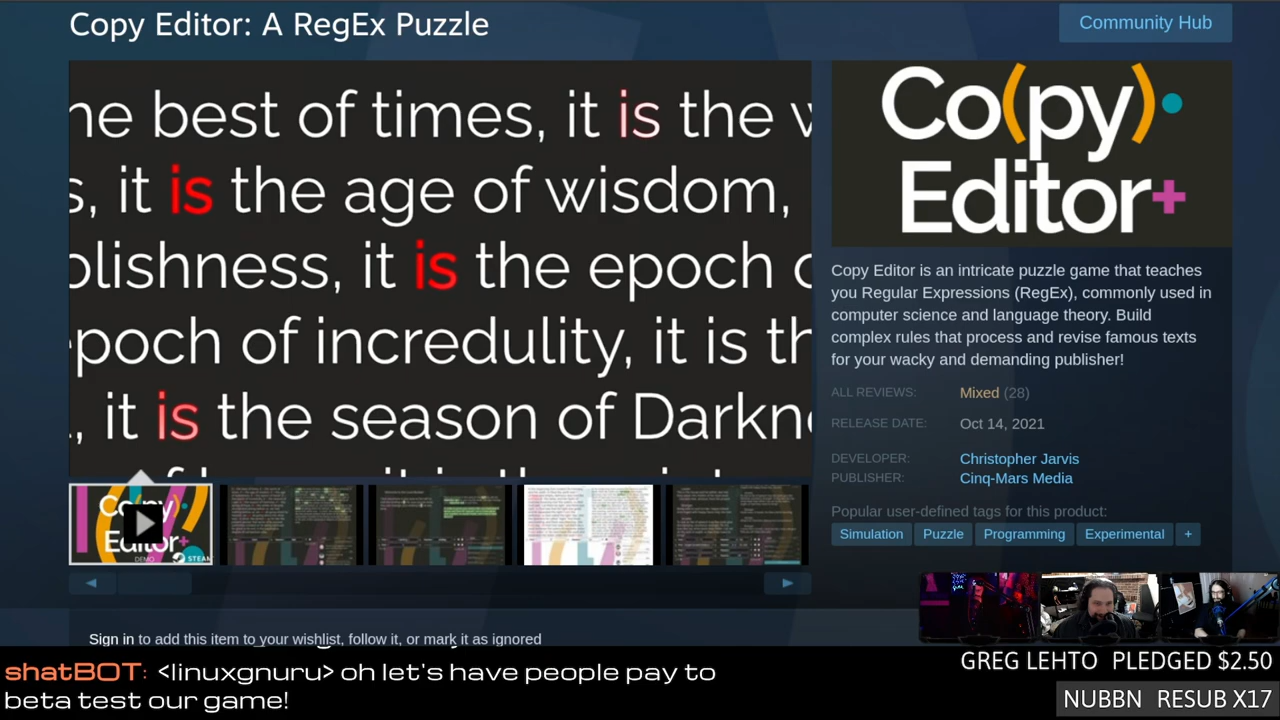 Copy Editor: A RegEx Puzzle
Community Hub
he best of times, it is the w
s, it is the age of wisdom,
olishness, it is the epoch o
epoch of incredulity, it is th
, it is the season of Darkn
Co(py)•
Editor+
Copy Editor is an intricate puzzle game that teaches
you Regular Expressions (RegEx), commonly used in
computer science and language theory. Build
complex rules that process and revise famous texts
for your wacky and demanding publisher!
ALL REVIEWS: Mixed (28)
RELEASE DATE: Oct 14, 2021
DEVELOPER: Christopher Jarvis
PUBLISHER: Cinq-Mars Media
Popular user-defined tags for this product:
Simulation Puzzle Programming Experimental +
Co(py)
Editor+
DEMO STEAM
Sign in to add this item to your wishlist, follow it, or mark it as ignored
shatBOT: <linuxgnuru> oh let's have people pay to
beta test our game!
GREG LEHTO PLEDGED $2.50
NUBBN RESUB X17